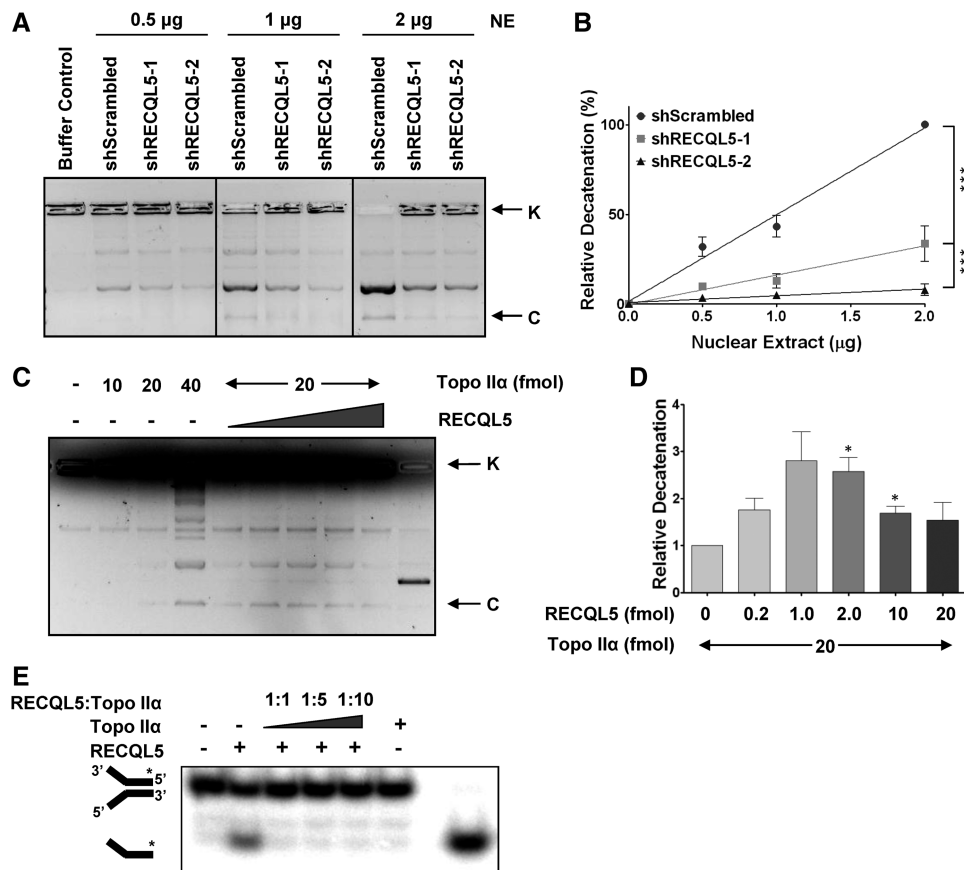 A
0.5 µg 1 µg 2 µg NE
Buffer Control
shScrambled
shRECQL5-1
shRECQL5-2
shScrambled
shRECQL5-1
shRECQL5-2
shScrambled
shRECQL5-1
shRECQL5-2
K
C
B
Relative Decatenation (%)
100
50
0
shScrambled
shRECQL5-1
shRECQL5-2
***
***
0.0 0.5 1.0 1.5 2.0
Nuclear Extract (µg)
C
- 10 20 40 20 Topo IIα (fmol)
- - - - RECQL5
K
C
D
Relative Decatenation
4
3
2
1
0
* *
RECQL5 (fmol) 0 0.2 1.0 2.0 10 20
Topo IIα (fmol) 20
E
RECQL5:Topo IIα 1:1 1:5 1:10
Topo IIα - - +
RECQL5 - + + + + -
3' * 5'
3'
5'
*